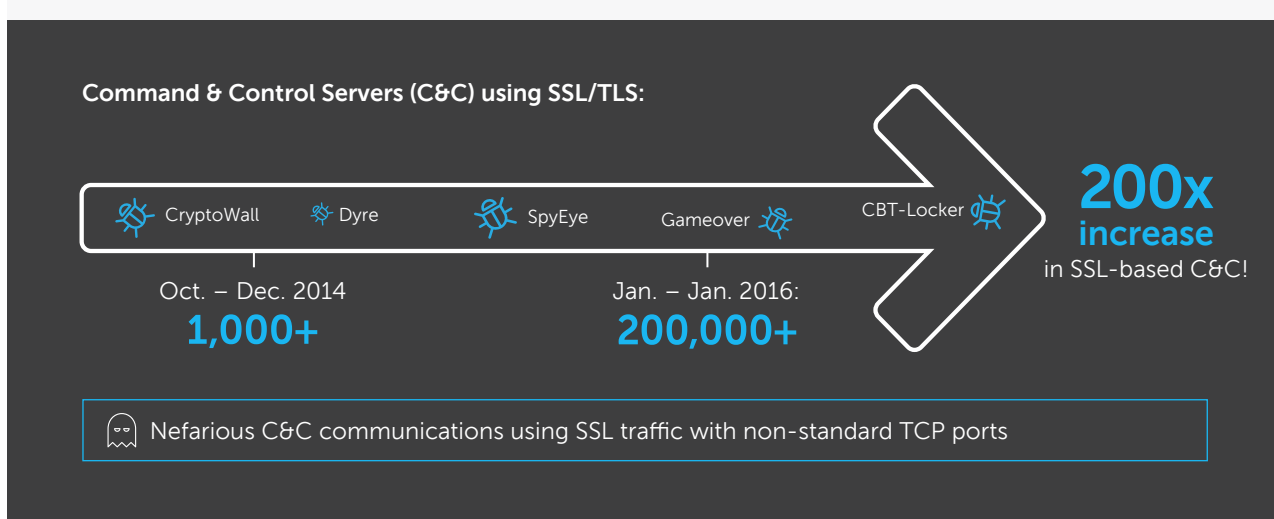 Command & Control Servers (C&C) using SSL/TLS:
CryptoWall
Dyre
SpyEye
Gameover
CBT-Locker
Oct. – Dec. 2014
1,000+
Jan. – Jan. 2016:
200,000+
200x
increase
in SSL-based C&C!
Nefarious C&C communications using SSL traffic with non-standard TCP ports